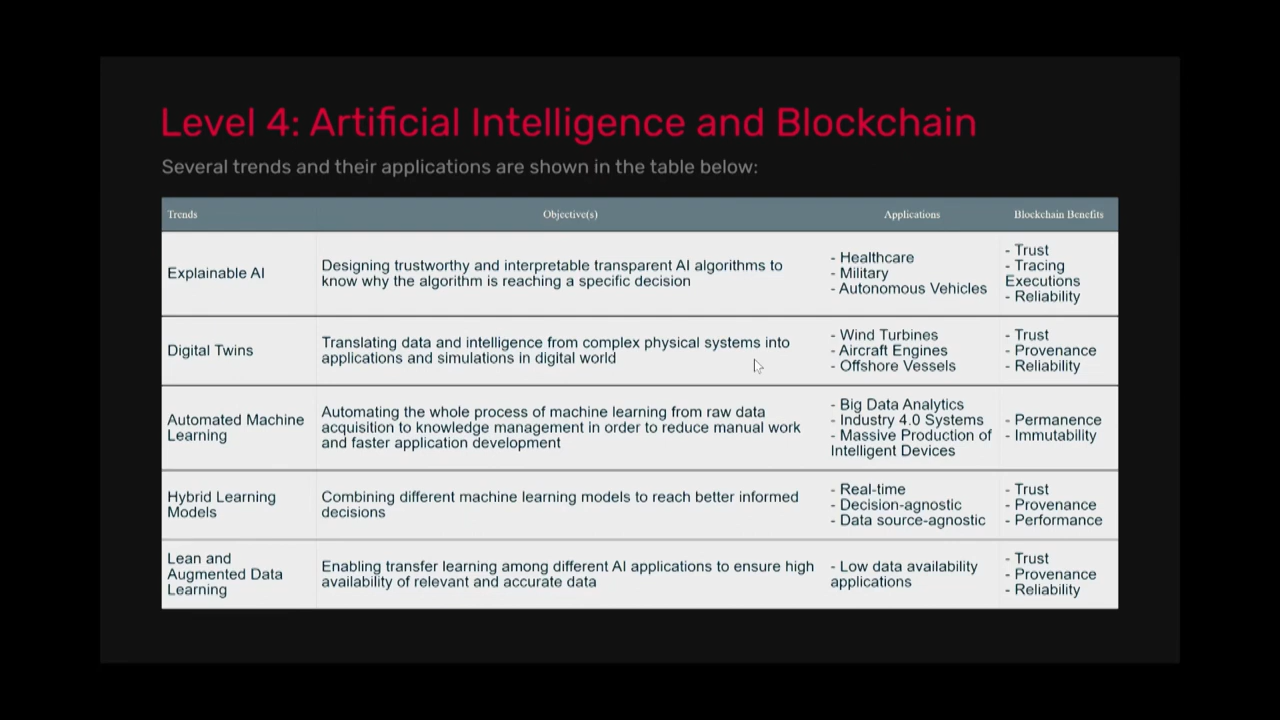 Level 4: Artificial Intelligence and Blockchain
Several trends and their applications are shown in the table below:
Trends Objective(s) Applications Blockchain Benefits
Explainable AI
Designing trustworthy and interpretable transparent AI algorithms to
know why the algorithm is reaching a specific decision
- Healthcare
- Military
- Autonomous Vehicles
- Trust
- Tracing
Executions
- Reliability
Digital Twins
Translating data and intelligence from complex physical systems into
applications and simulations in digital world
- Wind Turbines
- Aircraft Engines
- Offshore Vessels
- Trust
- Provenance
- Reliability
Automated Machine
Learning
Automating the whole process of machine learning from raw data
acquisition to knowledge management in order to reduce manual work
and faster application development
- Big Data Analytics
- Industry 4.0 Systems
- Massive Production of
Intelligent Devices
- Permanence
- Immutability
Hybrid Learning
Models
Combining different machine learning models to reach better informed
decisions
- Real-time
- Decision-agnostic
- Data source-agnostic
- Trust
- Provenance
- Performance
Lean and
Augmented Data
Learning
Enabling transfer learning among different AI applications to ensure high
availability of relevant and accurate data
- Low data availability
applications
- Trust
- Provenance
- Reliability